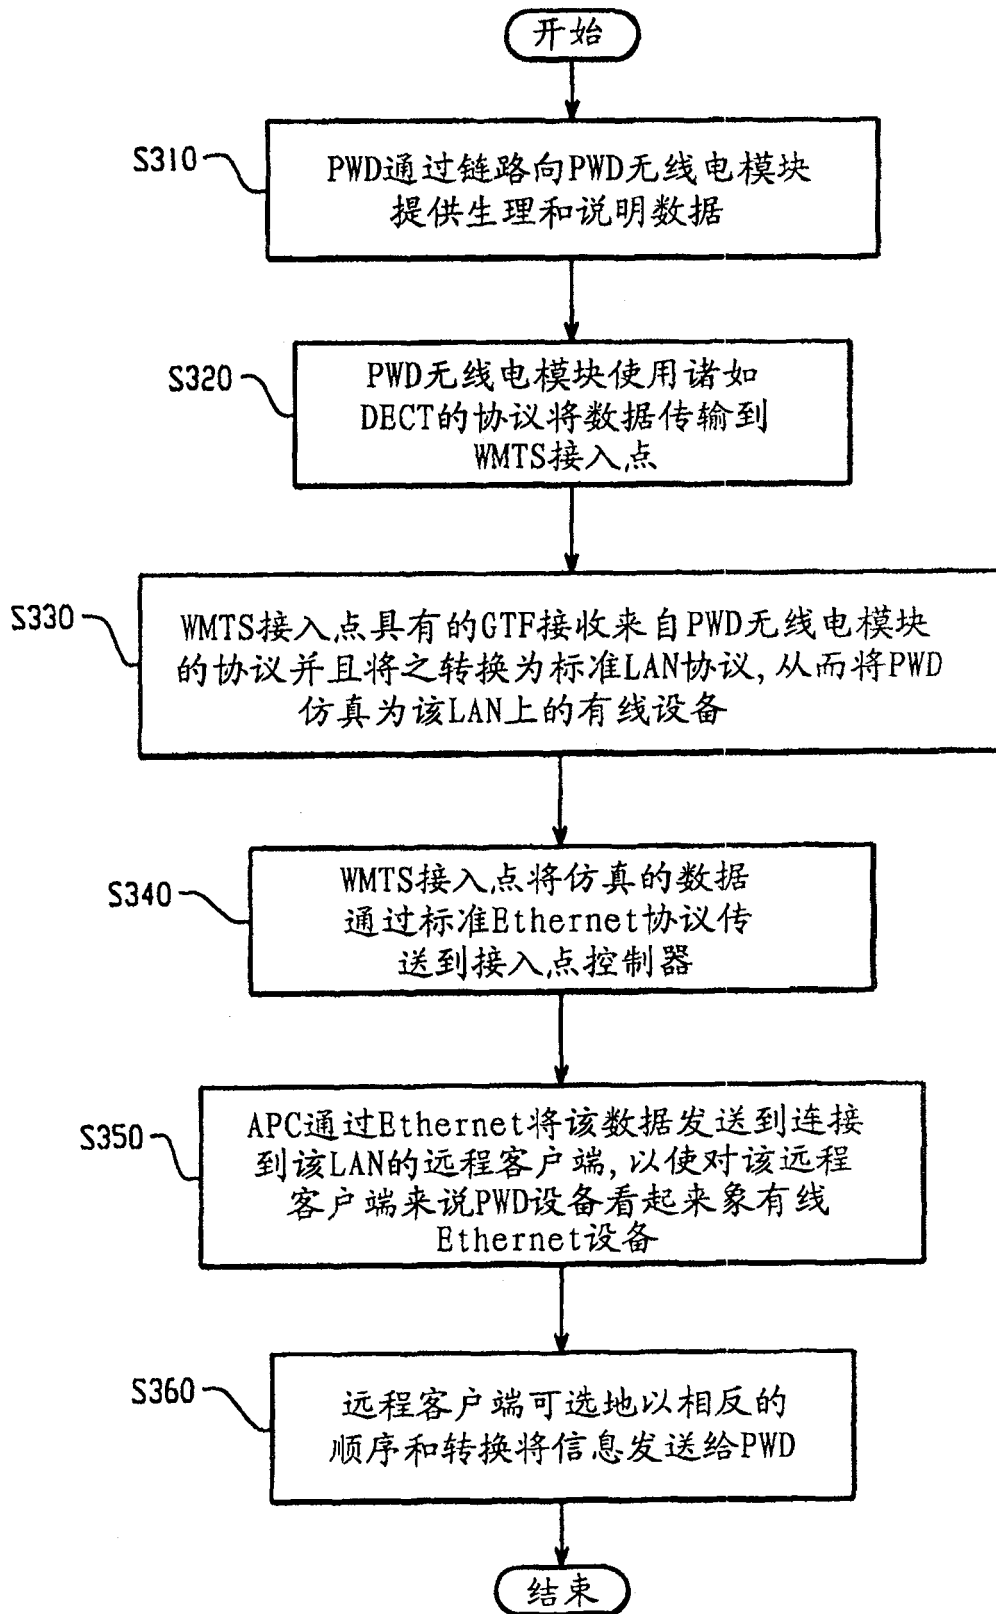 开始
S310
PWD通过链路向PWD无线电模块
提供生理和说明数据
S320
PWD无线电模块使用诸如
DECT的协议将数据传输到
WMTS接入点
S330
WMTS接入点具有的GTF接收来自PWD无线电模块
的协议并且将之转换为标准LAN协议,从而将PWD
仿真为该LAN上的有线设备
S340
WMTS接入点将仿真的数据
通过标准Ethernet协议传
送到接入点控制器
S350
APC通过Ethernet将该数据发送到连接
到该LAN的远程客户端,以使对该远程
客户端来说PWD设备看起来象有线
Ethernet设备
S360
远程客户端可选地以相反的
顺序和转换将信息发送给PWD
结束